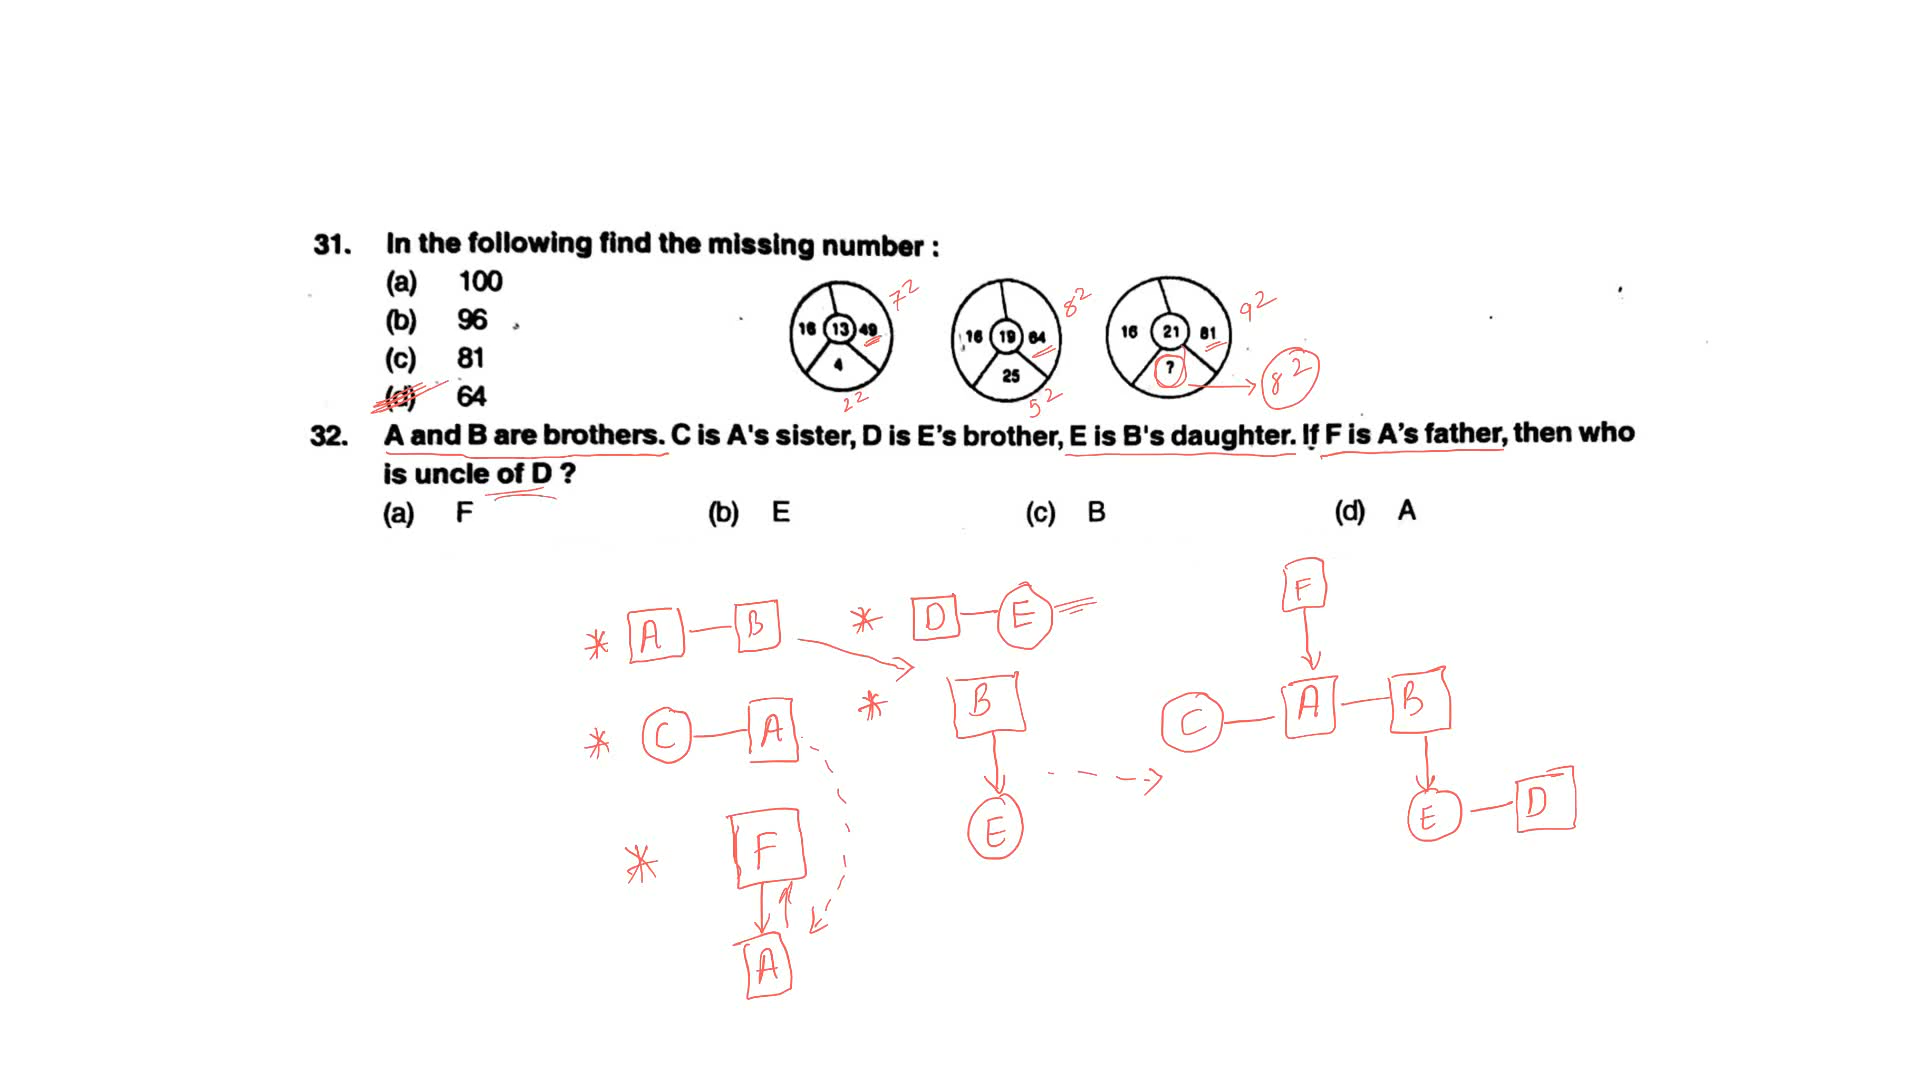 31. In the following find the missing number :
(a) 100
(b) 96
(c) 81
(d) 64
16 13 49 4
7²
2²
16 19 64 25
8²
5²
16 21 81 ?
9²
8²
32. A and B are brothers. C is A's sister, D is E's brother, E is B's daughter. If F is A's father, then who
is uncle of D ?
(a) F (b) E (c) B (d) A
* A B
* D E
* C A
* B
E
* F
A
F
C A B
E D